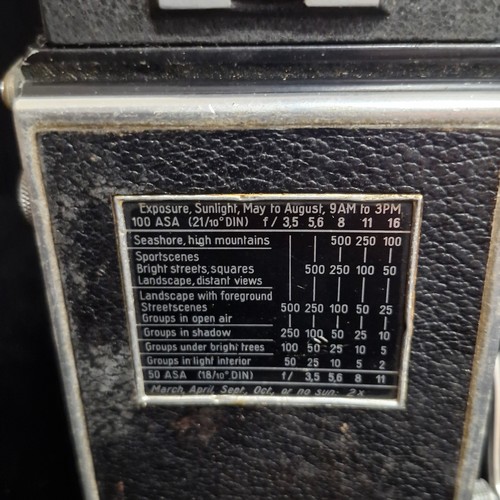 Exposure, Sunlight, May to August, 9AM to 3PM
100 ASA (21/10° DIN) f/ 3,5 5,6 8 11 16
Seashore, high mountains 500 250 100
Sportscenes
Bright streets, squares 500 250 100 50
Landscape, distant views
Landscape with foreground
Streetscenes 500 250 100 50 25
Groups in open air
Groups in shadow 250 100 50 25 10
Groups under bright trees 100 50 25 10 5
Groups in light interior 50 25 10 5 2
50 ASA (18/10° DIN) f/ 3,5 5,6 8 11
March, April, Sept, Oct, or no sun: 2x